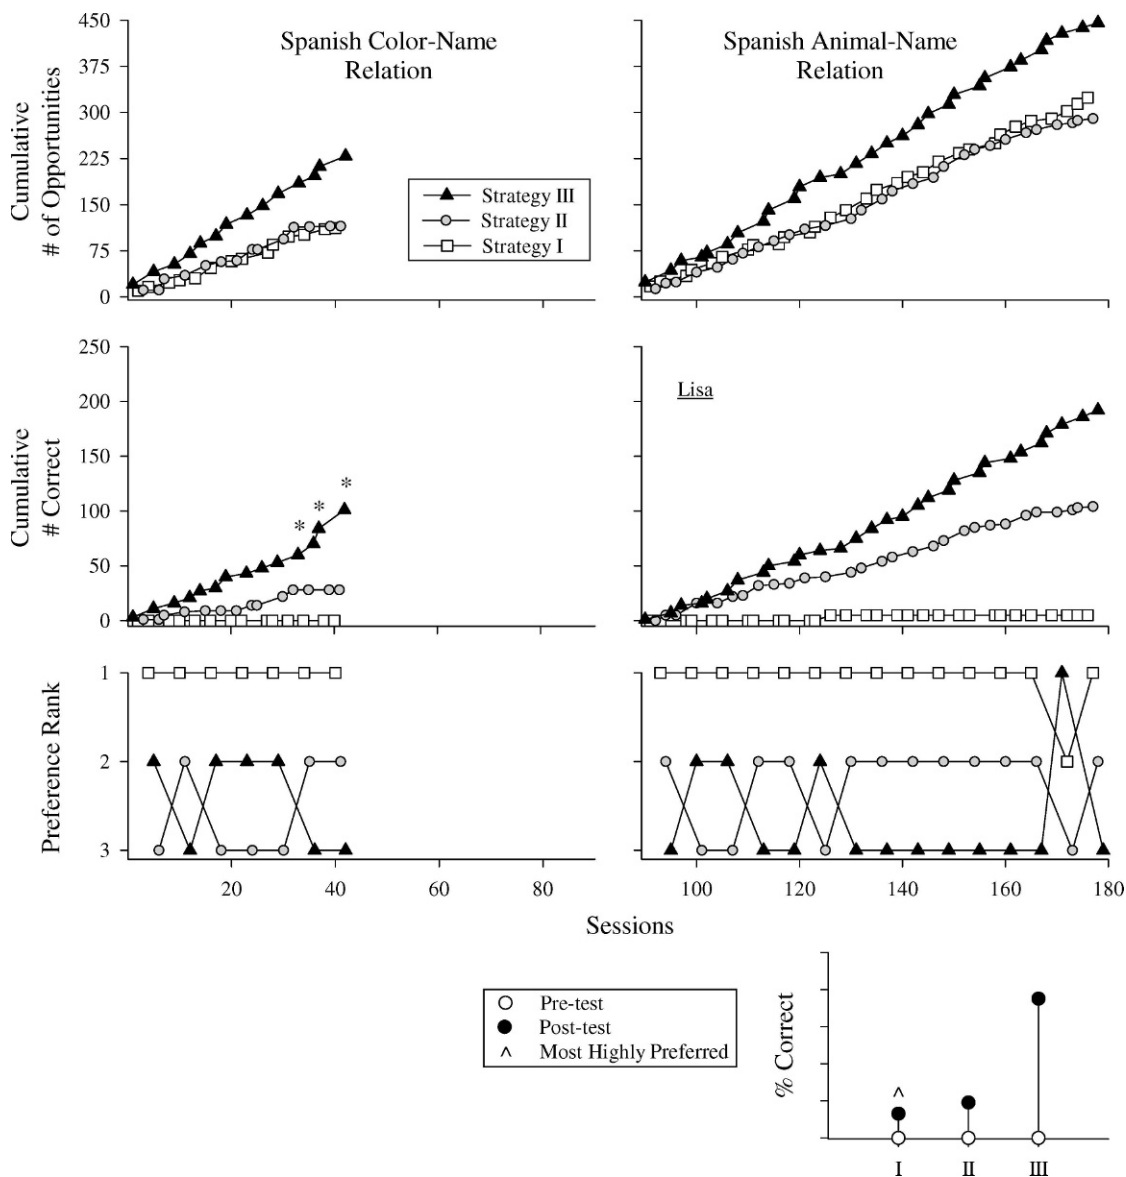 Spanish Color-Name
Relation
Spanish Animal-Name
Relation
Cumulative
# of Opportunities
450
375
300
225
150
75
0
Strategy III
Strategy II
Strategy I
Cumulative
# Correct
250
200
150
100
50
0
* * *
Lisa
Preference Rank
1
2
3
20 40 60 80
100 120 140 160 180
Sessions
Pre-test
Post-test
^ Most Highly Preferred
% Correct
^
I II III